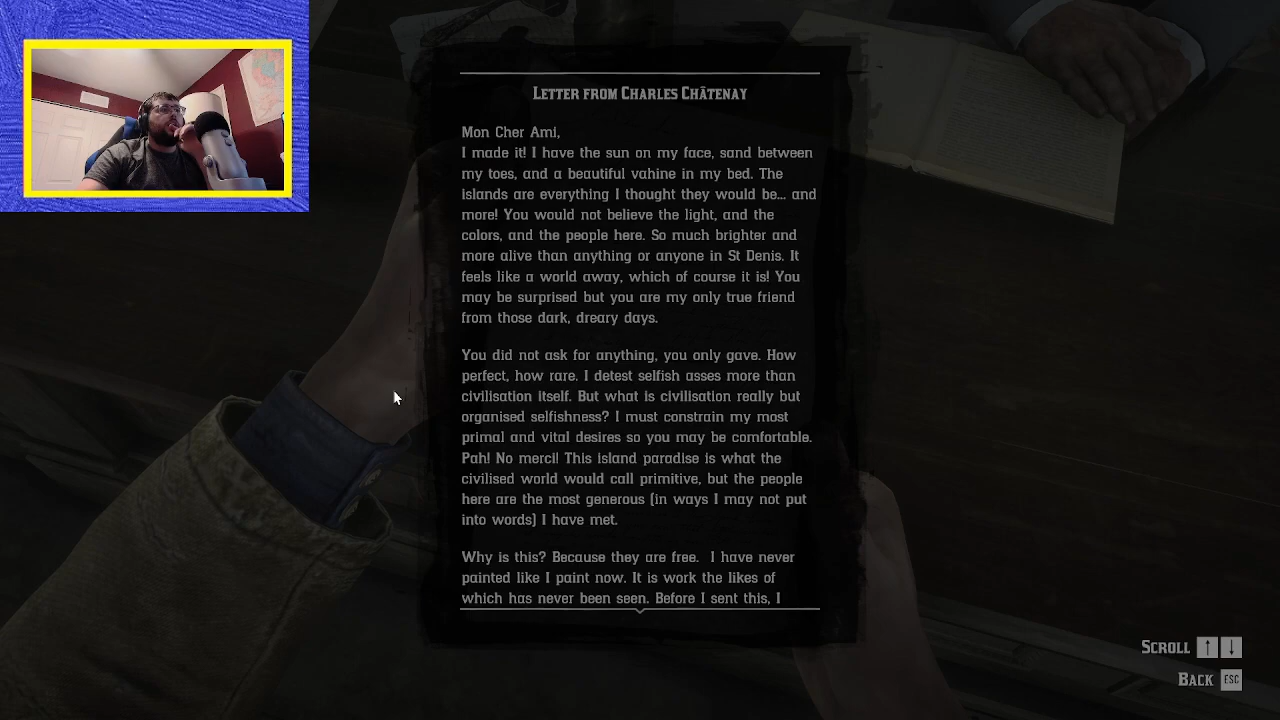 Letter from Charles Châtenay
Mon Cher Ami,
I made it! I have the sun on my face, sand between
my toes, and a beautiful vahine in my bed. The
islands are everything I thought they would be... and
more! You would not believe the light, and the
colors, and the people here. So much brighter and
more alive than anything or anyone in St Denis. It
feels like a world away, which of course it is! You
may be surprised but you are my only true friend
from those dark, dreary days.
You did not ask for anything, you only gave. How
perfect, how rare. I detest selfish asses more than
civilisation itself. But what is civilisation really but
organised selfishness? I must constrain my most
primal and vital desires so you may be comfortable.
Pah! No merci! This island paradise is what the
civilised world would call primitive, but the people
here are the most generous (in ways I may not put
into words) I have met.
Why is this? Because they are free.  I have never
painted like I paint now. It is work the likes of
which has never been seen. Before I sent this, I
Scroll ↑ ↓
Back ESC